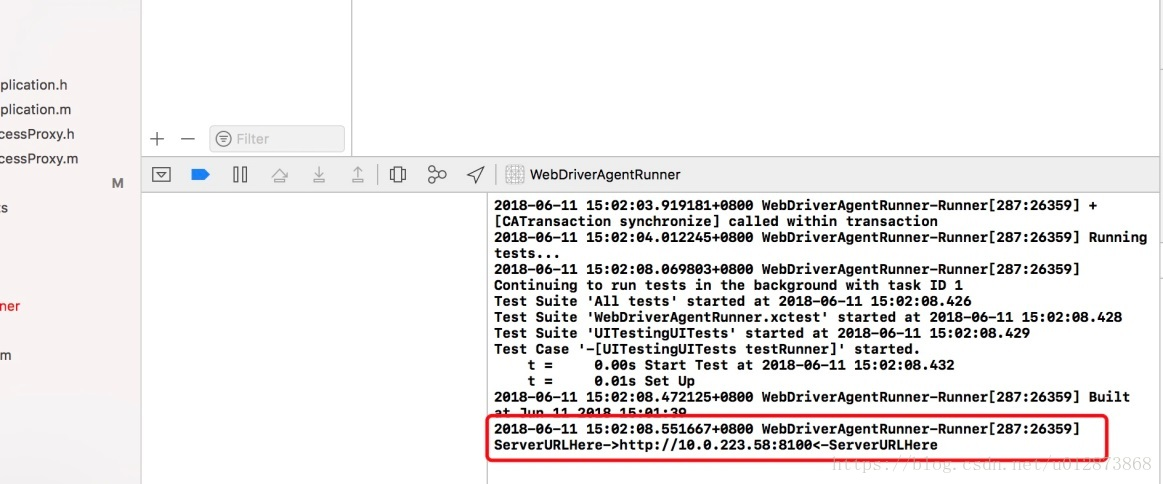 plication.h
plication.m
cessProxy.h
cessProxy.m
M
s
ner
m
Filter
WebDriverAgentRunner
2018-06-11 15:02:03.919181+0800 WebDriverAgentRunner-Runner[287:26359] +
[CATransaction synchronize] called within transaction
2018-06-11 15:02:04.012245+0800 WebDriverAgentRunner-Runner[287:26359] Running
tests...
2018-06-11 15:02:08.069803+0800 WebDriverAgentRunner-Runner[287:26359]
Continuing to run tests in the background with task ID 1
Test Suite 'All tests' started at 2018-06-11 15:02:08.426
Test Suite 'WebDriverAgentRunner.xctest' started at 2018-06-11 15:02:08.428
Test Suite 'UITestingUITests' started at 2018-06-11 15:02:08.429
Test Case '-[UITestingUITests testRunner]' started.
t = 0.00s Start Test at 2018-06-11 15:02:08.432
t = 0.01s Set Up
2018-06-11 15:02:08.472125+0800 WebDriverAgentRunner-Runner[287:26359] Built
at Jun 11 2018 15:01:39
2018-06-11 15:02:08.551667+0800 WebDriverAgentRunner-Runner[287:26359]
ServerURLHere->http://10.0.223.58:8100<-ServerURLHere
https://blog.csdn.net/u012873868